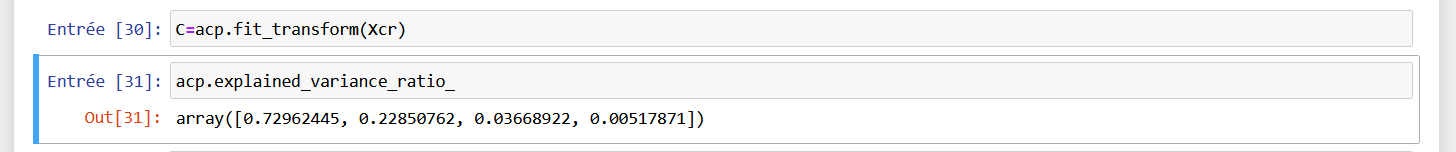 Entrée [30]: C=acp.fit_transform(Xcr)
Entrée [31]: acp.explained_variance_ratio_
Out[31]: array([0.72962445, 0.22850762, 0.03668922, 0.00517871])